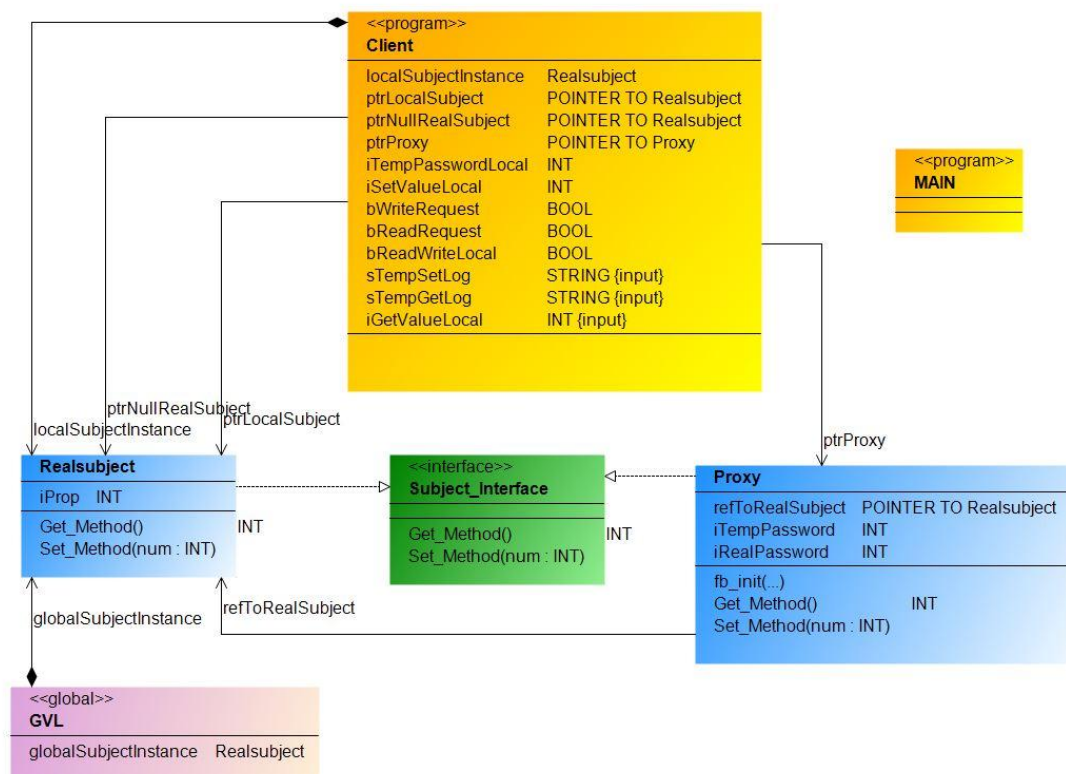 <<program>>
Client
localSubjectInstance Realsubject
ptrLocalSubject POINTER TO Realsubject
ptrNullRealSubject POINTER TO Realsubject
ptrProxy POINTER TO Proxy
iTempPasswordLocal INT
iSetValueLocal INT
bWriteRequest BOOL
bReadRequest BOOL
bReadWriteLocal BOOL
sTempSetLog STRING {input}
sTempGetLog STRING {input}
iGetValueLocal INT {input}
<<program>>
MAIN
ptrNullRealSubject
ptrLocalSubject
localSubjectInstance
ptrProxy
Realsubject
iProp INT
Get_Method() INT
Set_Method(num : INT)
<<interface>>
Subject_Interface
Get_Method() INT
Set_Method(num : INT)
Proxy
refToRealSubject POINTER TO Realsubject
iTempPassword INT
iRealPassword INT
fb_init(...)
Get_Method() INT
Set_Method(num : INT)
refToRealSubject
globalSubjectInstance
<<global>>
GVL
globalSubjectInstance Realsubject